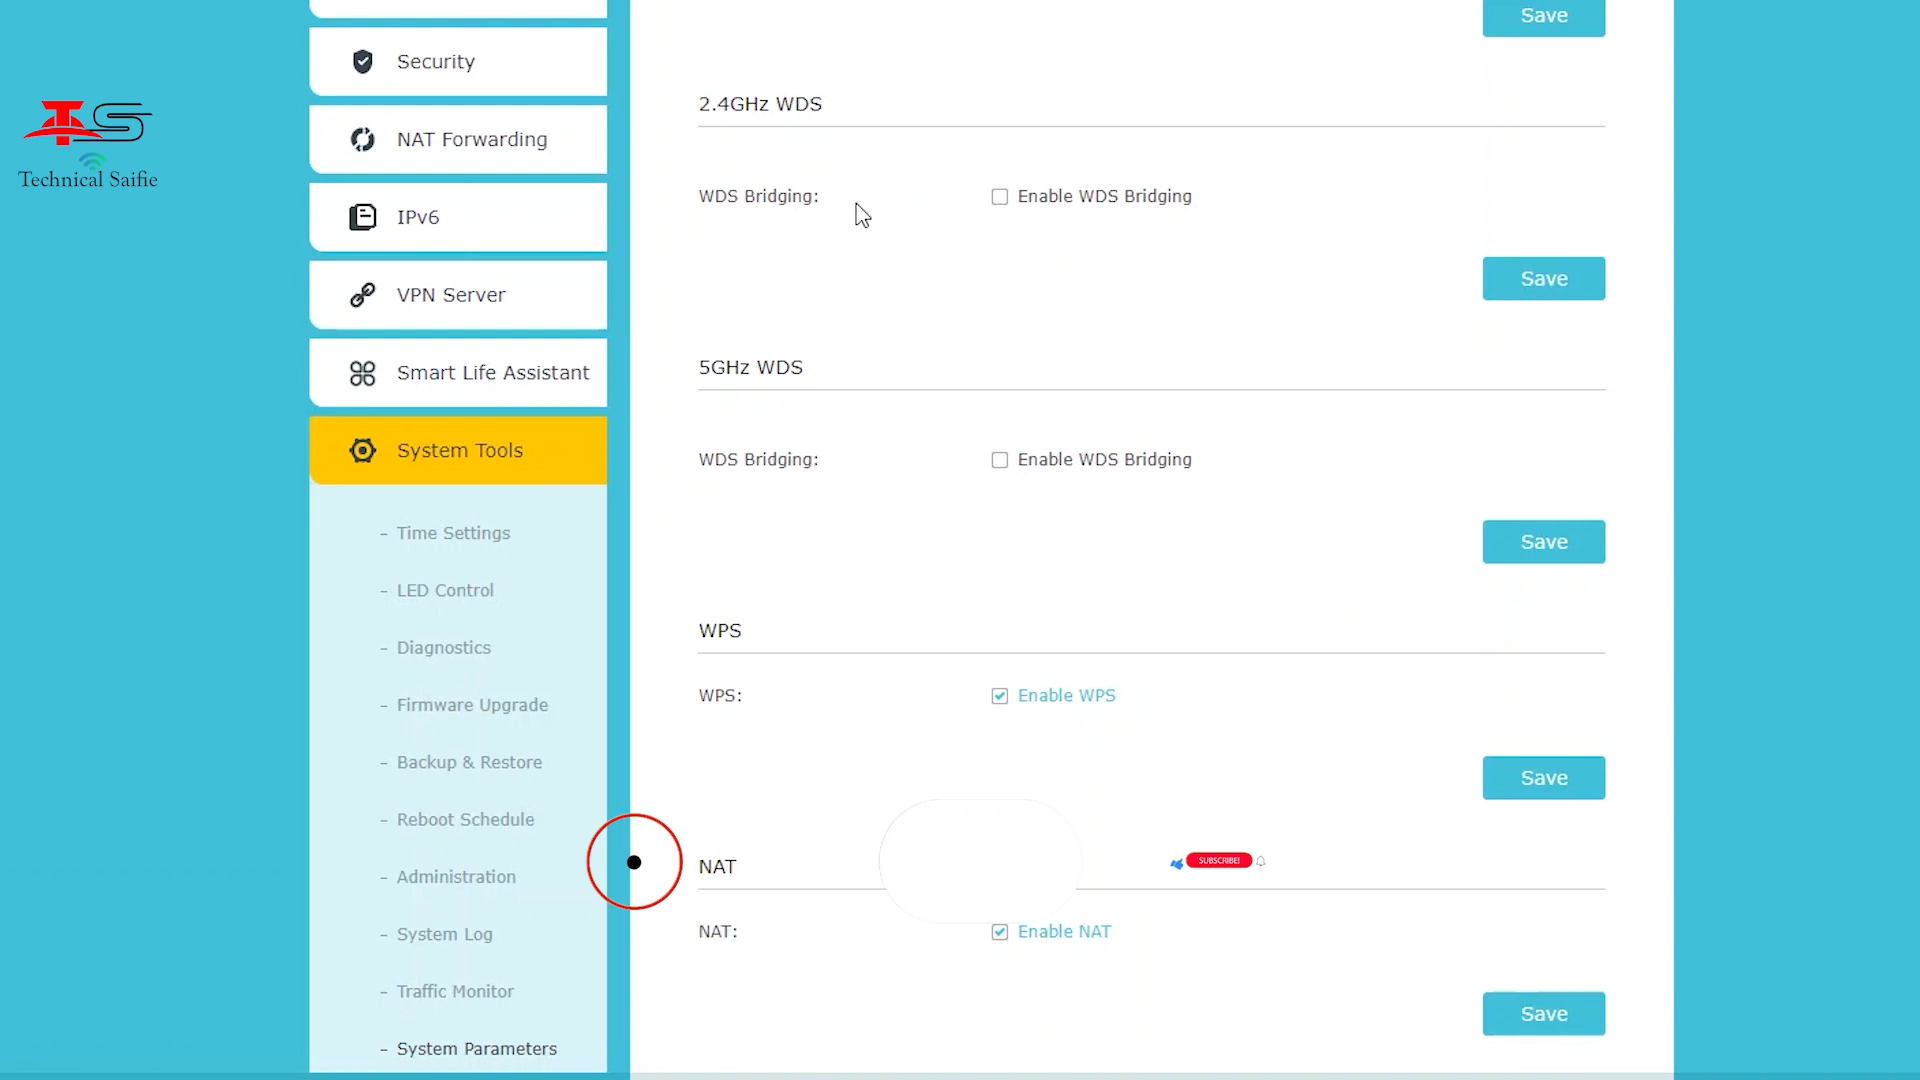 TS
Technical Saifie
Security
NAT Forwarding
IPv6
VPN Server
Smart Life Assistant
System Tools
- Time Settings
- LED Control
- Diagnostics
- Firmware Upgrade
- Backup & Restore
- Reboot Schedule
- Administration
- System Log
- Traffic Monitor
- System Parameters
Save
2.4GHz WDS
WDS Bridging: Enable WDS Bridging
Save
5GHz WDS
WDS Bridging: Enable WDS Bridging
Save
WPS
WPS: Enable WPS
Save
NAT
SUBSCRIBE!
NAT: Enable NAT
Save